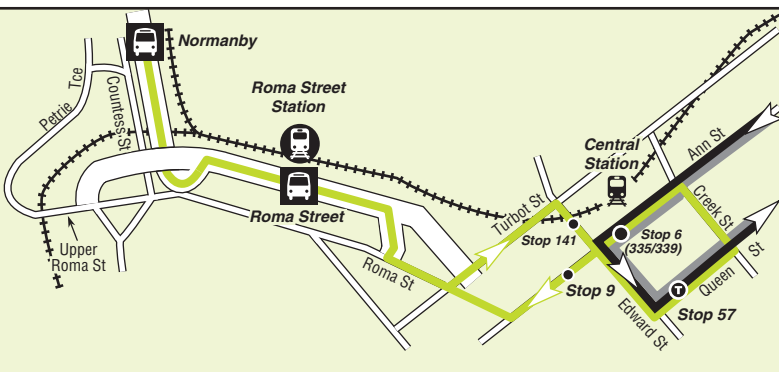 Normanby
Petrie Tce
Countess St
Roma Street
Station
Central
Station
Ann St
Creek St
Turbot St
Stop 141
Stop 6
(335/339)
Roma Street
Upper
Roma St
Roma St
Stop 9
Edward St
T
Queen St
Stop 57